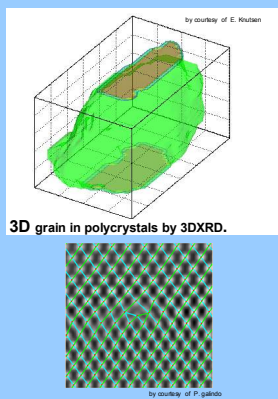 by courtesy of E. Knutsen
3D grain in polycrystals by 3DXRD.
by courtesy of P. galindo